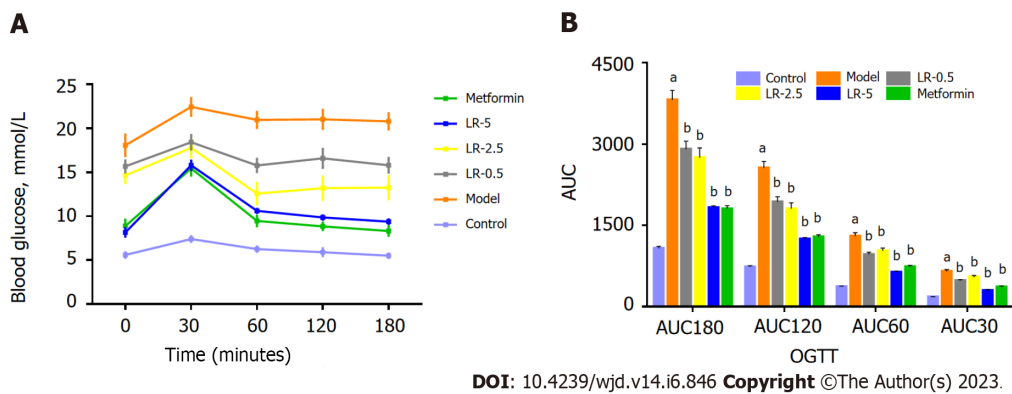 A
Blood glucose, mmol/L
25
20
15
10
5
0
0 30 60 120 180
Time (minutes)
Metformin
LR-5
LR-2.5
LR-0.5
Model
Control
B
AUC
4500
3000
1500
0
Control Model LR-0.5
LR-2.5 LR-5 Metformin
a b b b b
a b b b b
a b b b b
a b b b b
AUC180 AUC120 AUC60 AUC30
OGTT
DOI: 10.4239/wjd.v14.i6.846 Copyright ©The Author(s) 2023.